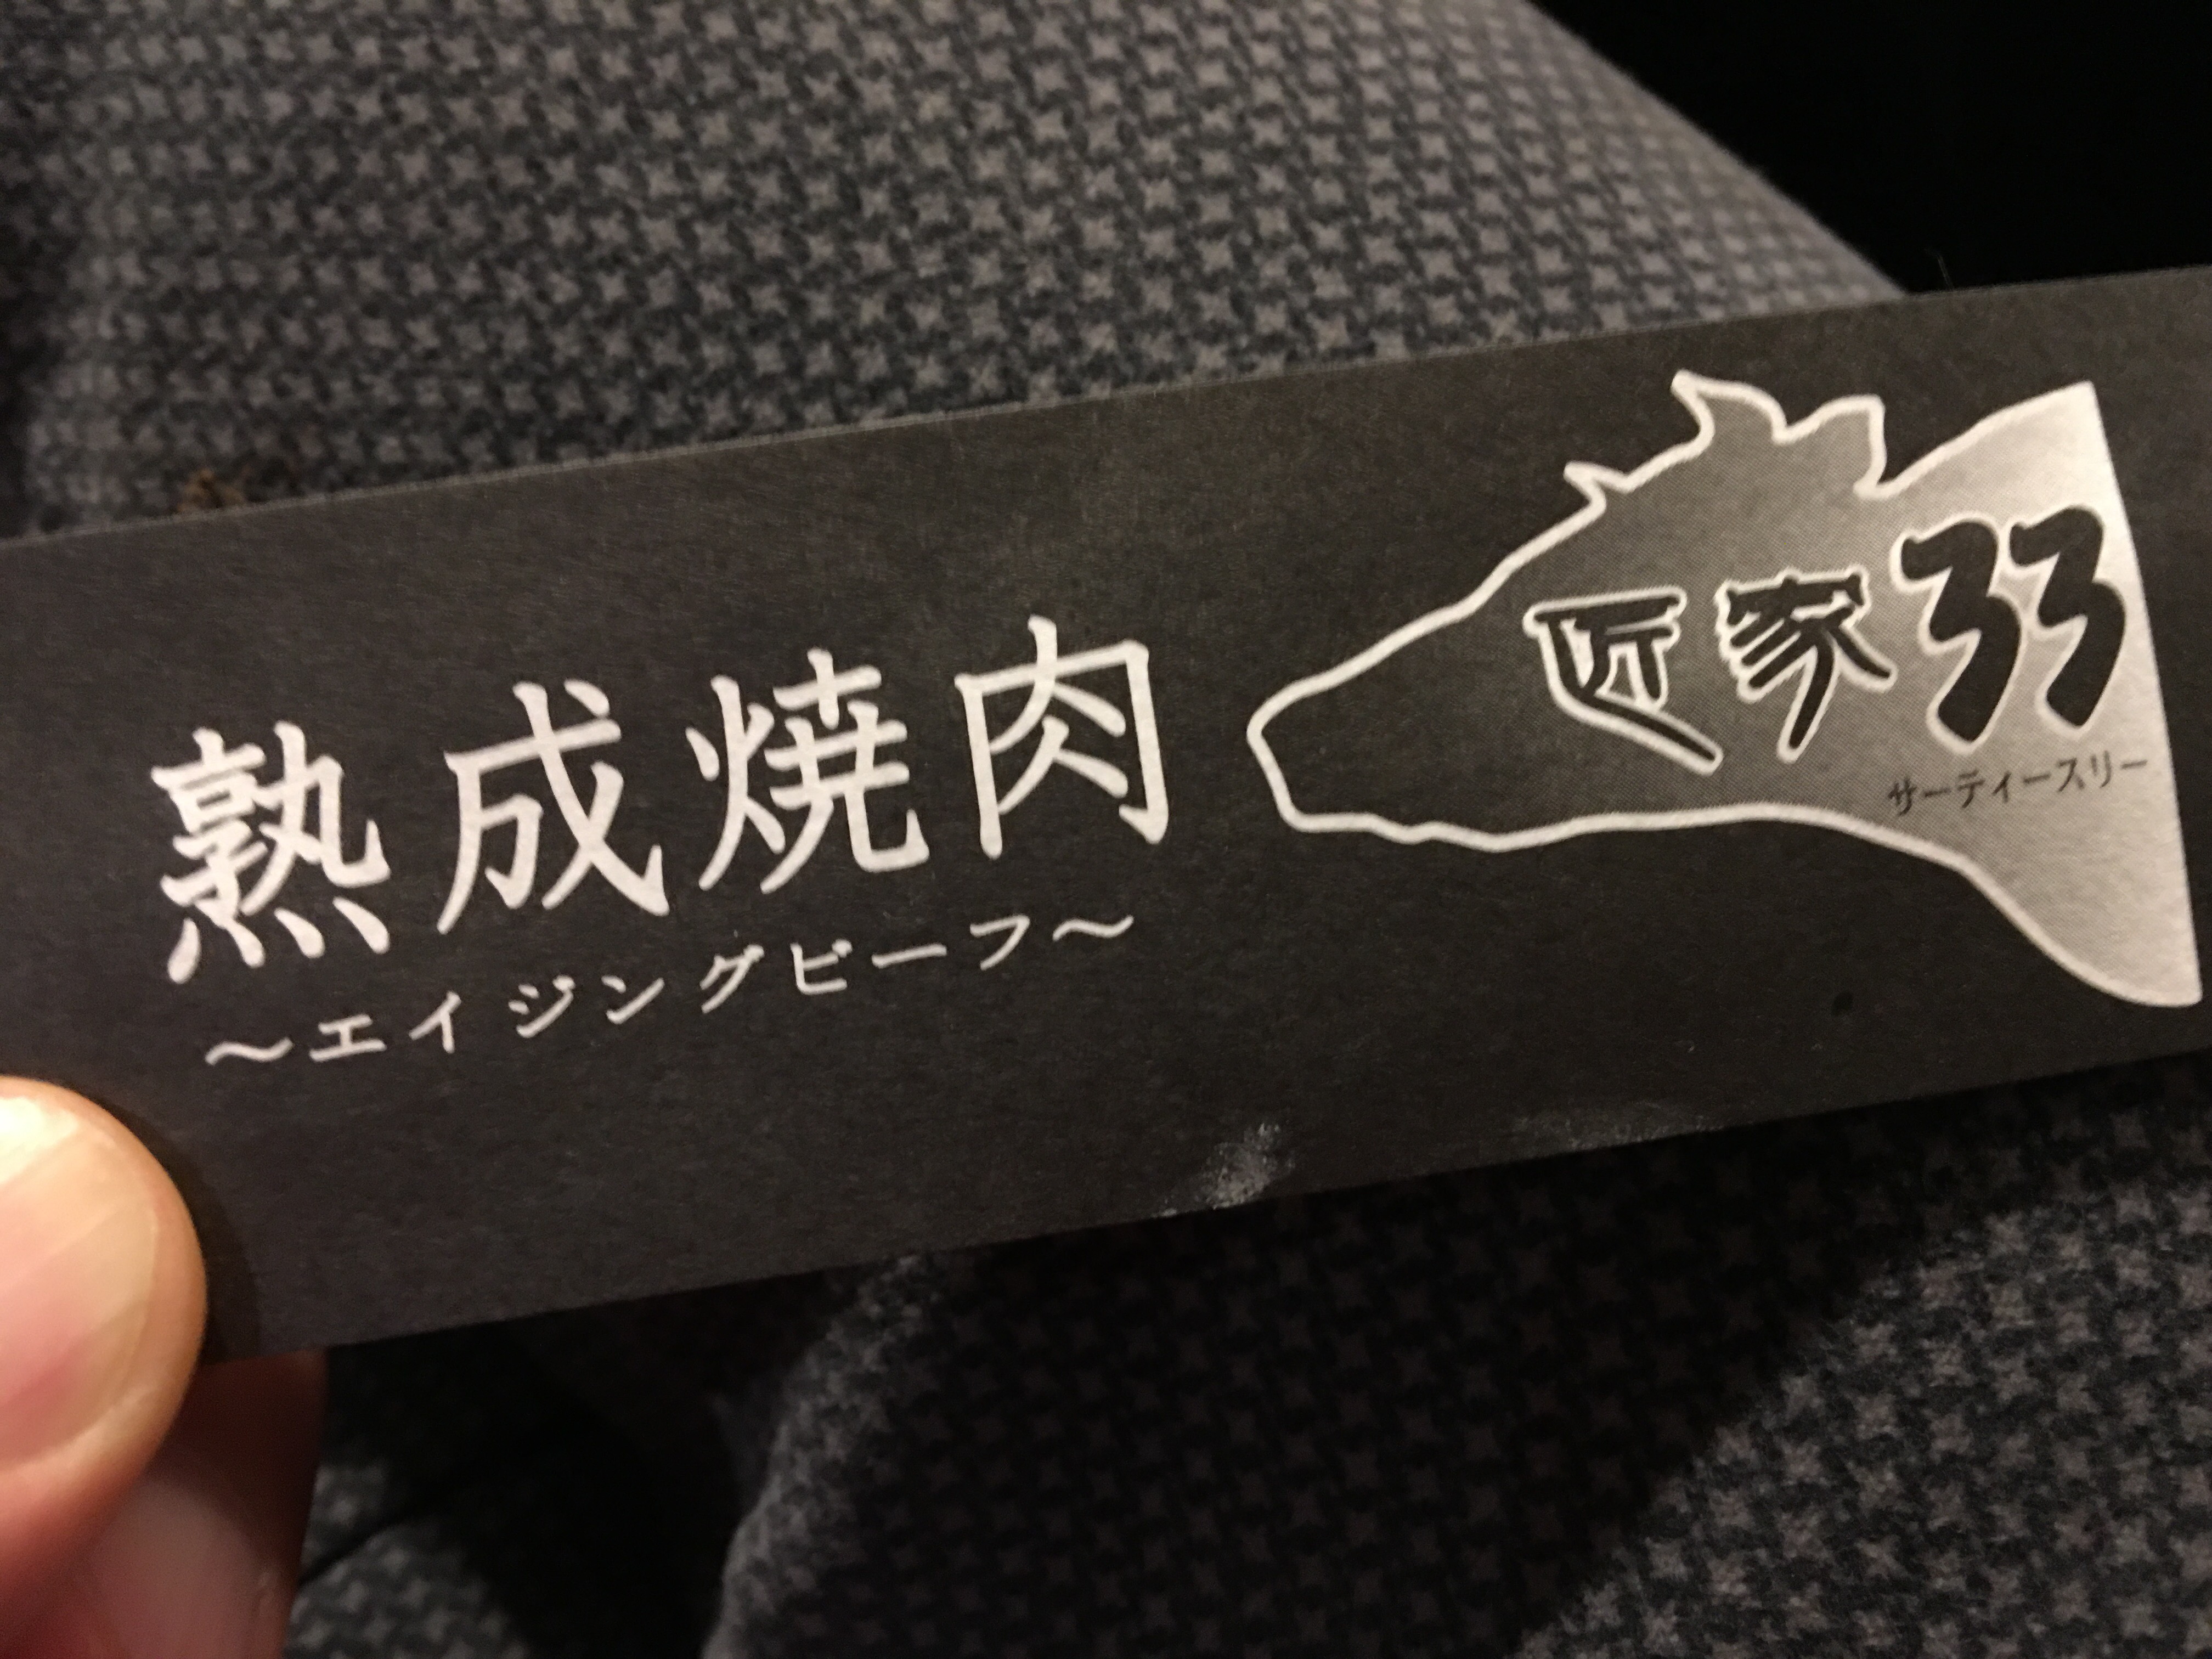 熟成焼肉
～エイジングビーフ～
匠家33
サーティースリー